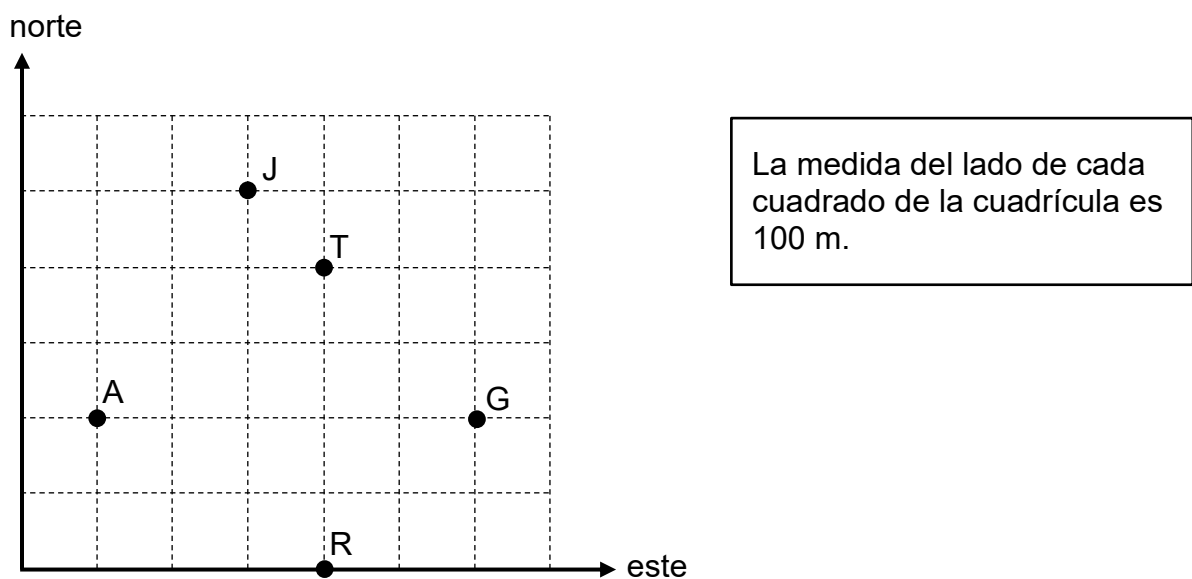 norte
J
La medida del lado de cada
cuadrado de la cuadrícula es
100 m.
T
A
G
R
este